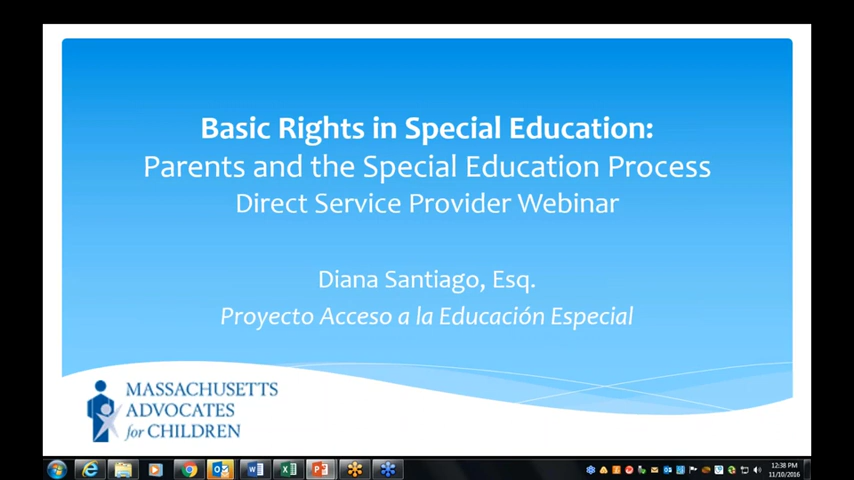 Basic Rights in Special Education:
Parents and the Special Education Process
Direct Service Provider Webinar
Diana Santiago, Esq.
Proyecto Acceso a la Educación Especial
MASSACHUSETTS
ADVOCATES
for CHILDREN
12:38 PM
11/10/2016